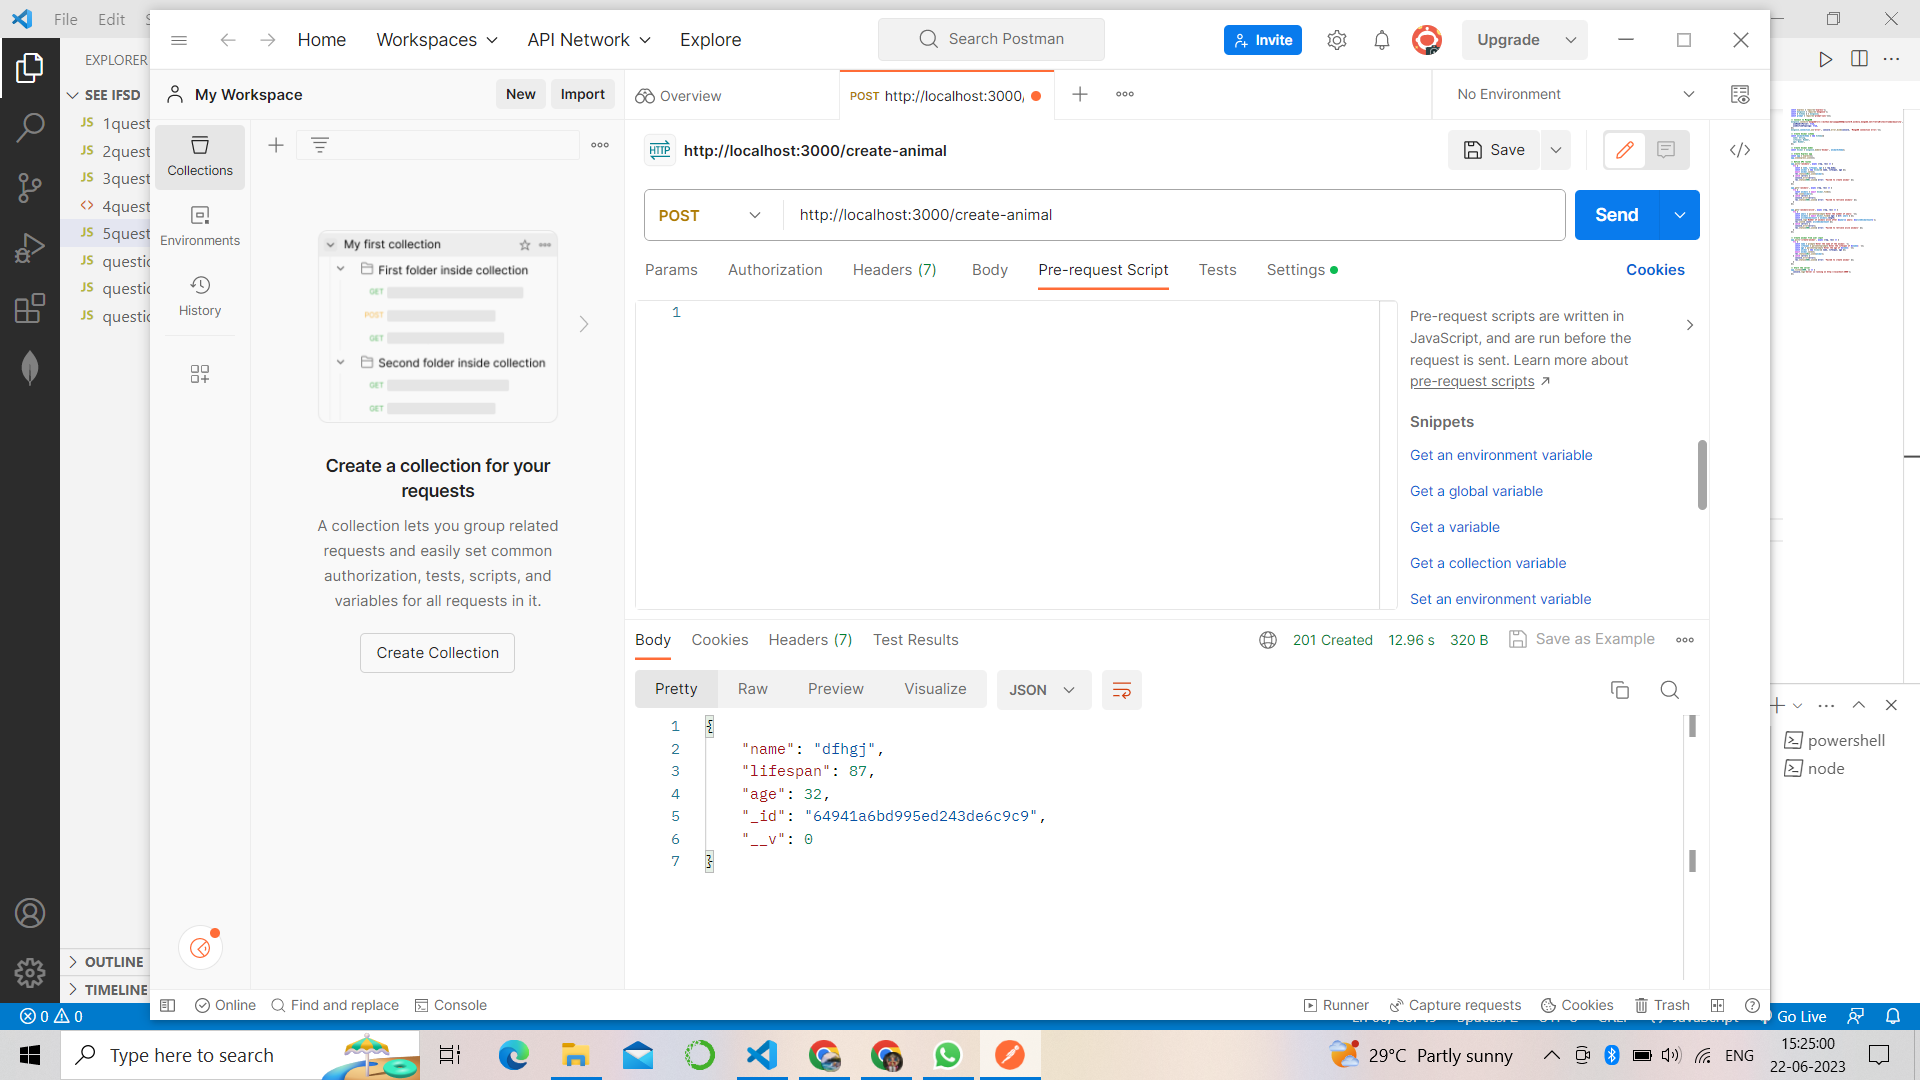 File Edit
Home Workspaces API Network Explore
Search Postman
Invite
Upgrade
EXPLORER
SEE IFSD
JS 1quest
JS 2quest
JS 3quest
<> 4quest
JS 5quest
JS questic
JS questic
JS questic
OUTLINE
TIMELINE
My Workspace
New Import
Overview
POST http://localhost:3000,
No Environment
Collections
Environments
History
My first collection
First folder inside collection
GET
POST
GET
Second folder inside collection
GET
GET
Create a collection for your
requests
A collection lets you group related
requests and easily set common
authorization, tests, scripts, and
variables for all requests in it.
Create Collection
HTTP http://localhost:3000/create-animal
Save
POST http://localhost:3000/create-animal
Send
Params Authorization Headers (7) Body Pre-request Script Tests Settings Cookies
1
Pre-request scripts are written in
JavaScript, and are run before the
request is sent. Learn more about
pre-request scripts
Snippets
Get an environment variable
Get a global variable
Get a variable
Get a collection variable
Set an environment variable
Body Cookies Headers (7) Test Results
201 Created 12.96 s 320 B Save as Example
Pretty Raw Preview Visualize JSON
1 {
2 "name": "dfhgj",
3 "lifespan": 87,
4 "age": 32,
5 "_id": "64941a6bd995ed243de6c9c9",
6 "__v": 0
7 }
powershell
node
Online Find and replace Console
Runner Capture requests Cookies Trash
0 0
Go Live
Type here to search
29°C Partly sunny
ENG
15:25:00
22-06-2023